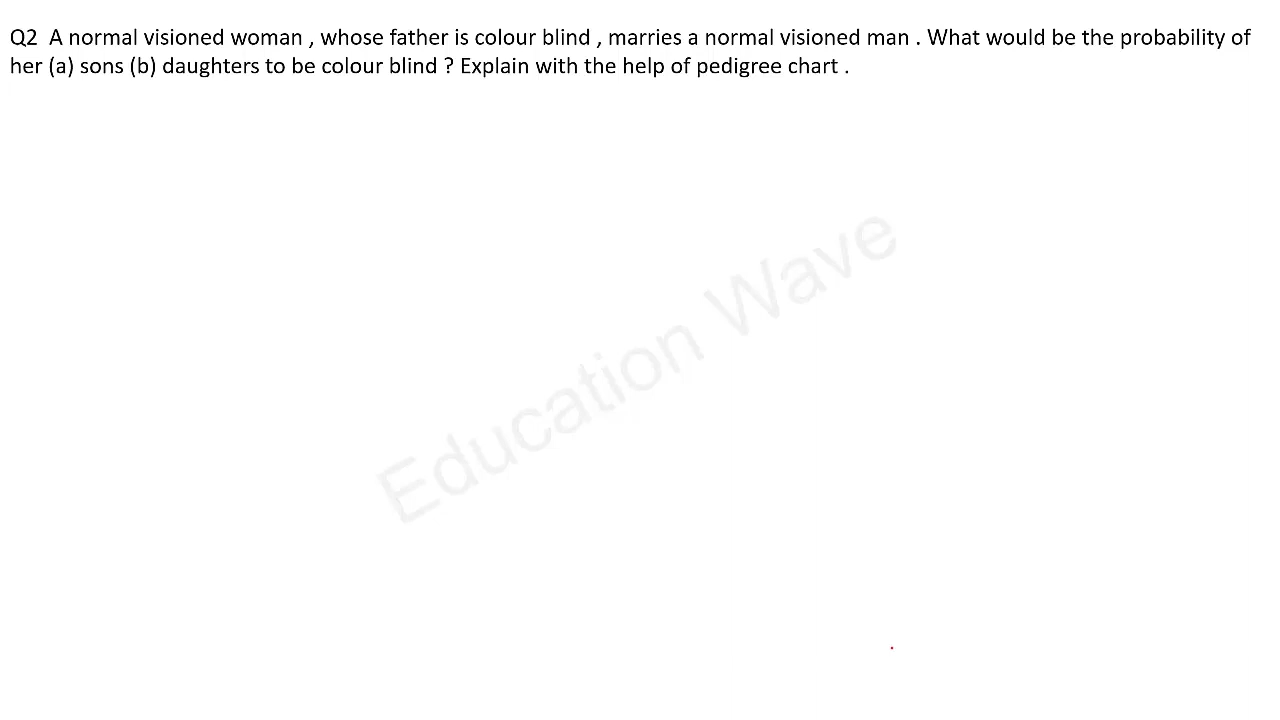 Q2 A normal visioned woman , whose father is colour blind , marries a normal visioned man . What would be the probability of
her (a) sons (b) daughters to be colour blind ? Explain with the help of pedigree chart .
Education Wave